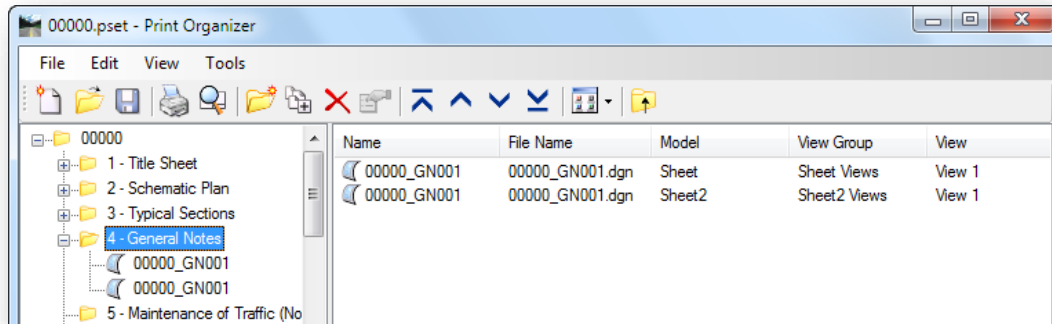 00000.pset - Print Organizer
File Edit View Tools
00000
1 - Title Sheet
2 - Schematic Plan
3 - Typical Sections
4 - General Notes
00000_GN001
00000_GN001
5 - Maintenance of Traffic (No
Name File Name Model View Group View
00000_GN001 00000_GN001.dgn Sheet Sheet Views View 1
00000_GN001 00000_GN001.dgn Sheet2 Sheet2 Views View 1